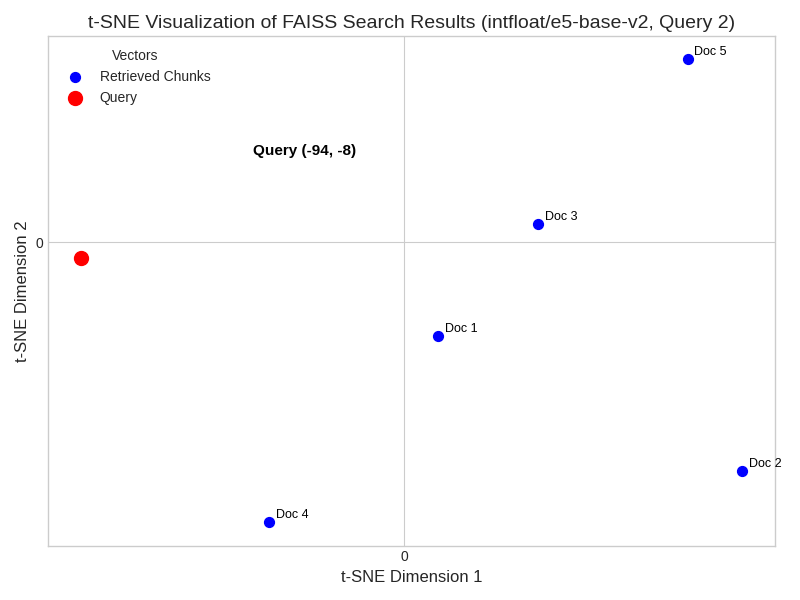 t-SNE Visualization of FAISS Search Results (intfloat/e5-base-v2, Query 2)
Vectors
Retrieved Chunks
Query
Doc 5
Query (-94, -8)
Doc 3
0
Doc 1
Doc 2
Doc 4
0
t-SNE Dimension 1
t-SNE Dimension 2